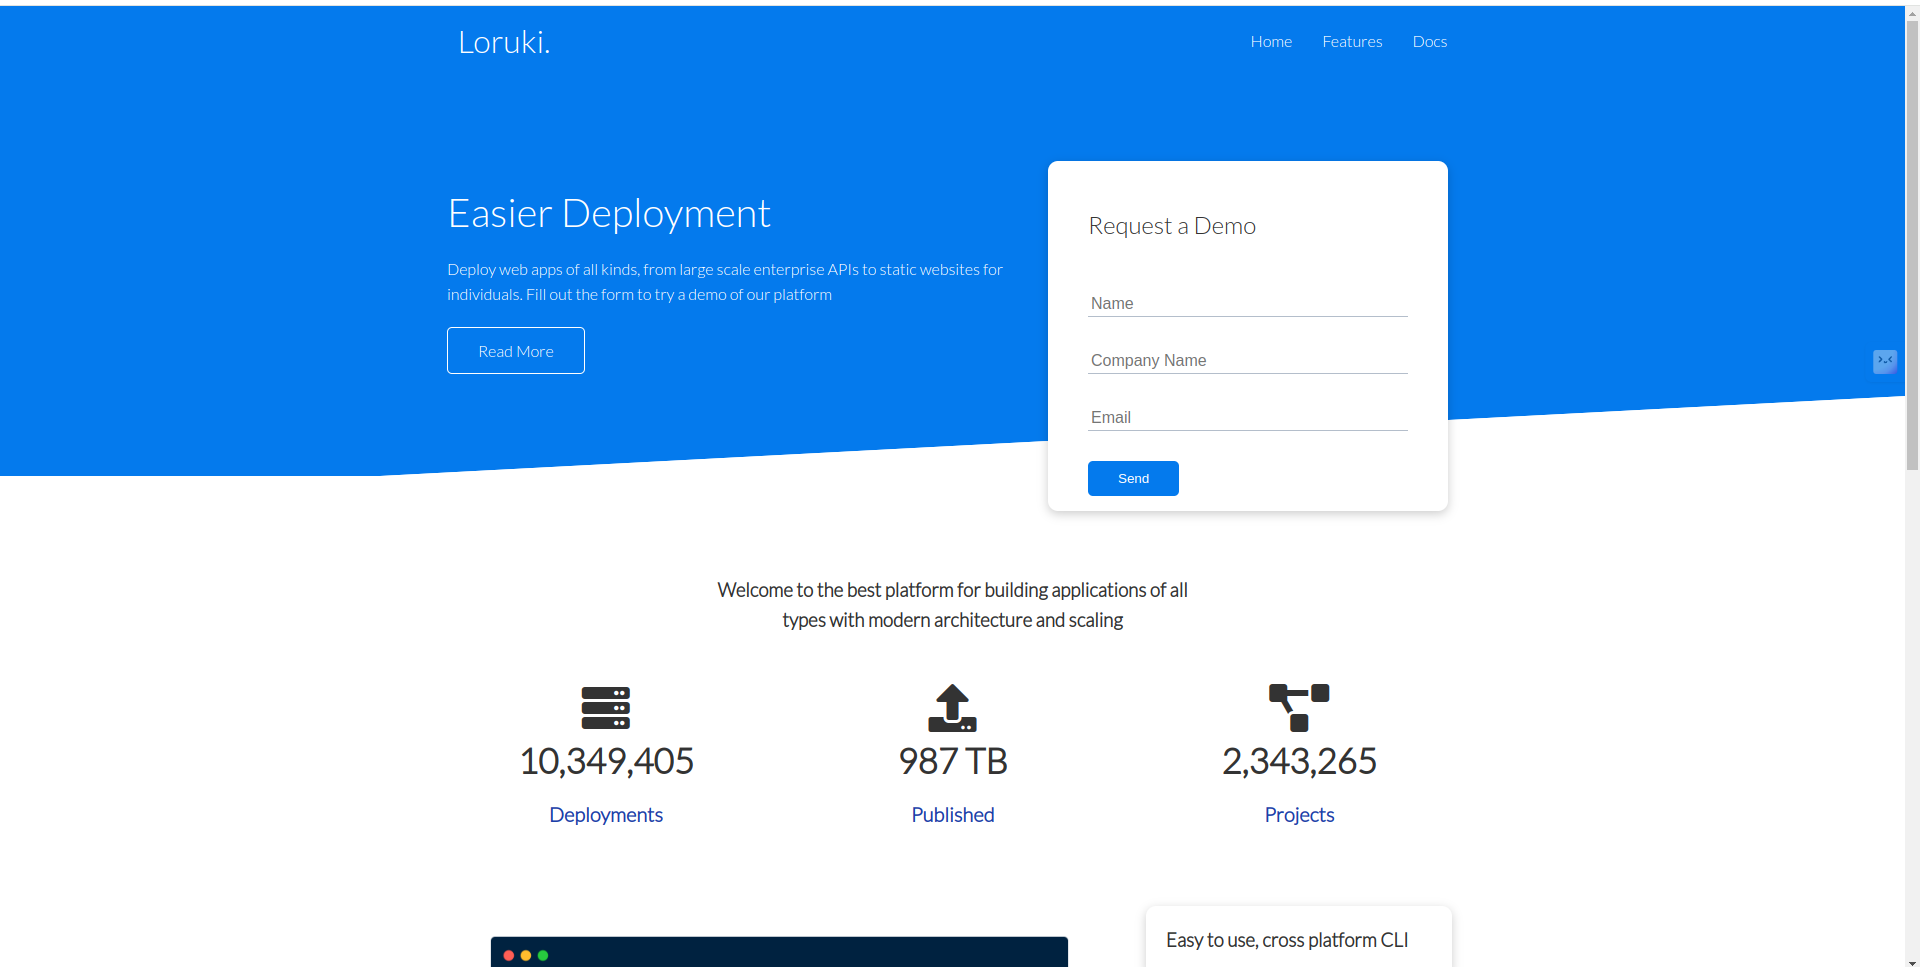 Loruki.
Home
Features
Docs
Easier Deployment
Deploy web apps of all kinds, from large scale enterprise APIs to static websites for
individuals. Fill out the form to try a demo of our platform
Read More
Request a Demo
Name
Company Name
Email
Send
Welcome to the best platform for building applications of all
types with modern architecture and scaling
10,349,405
Deployments
987 TB
Published
2,343,265
Projects
Easy to use, cross platform CLI